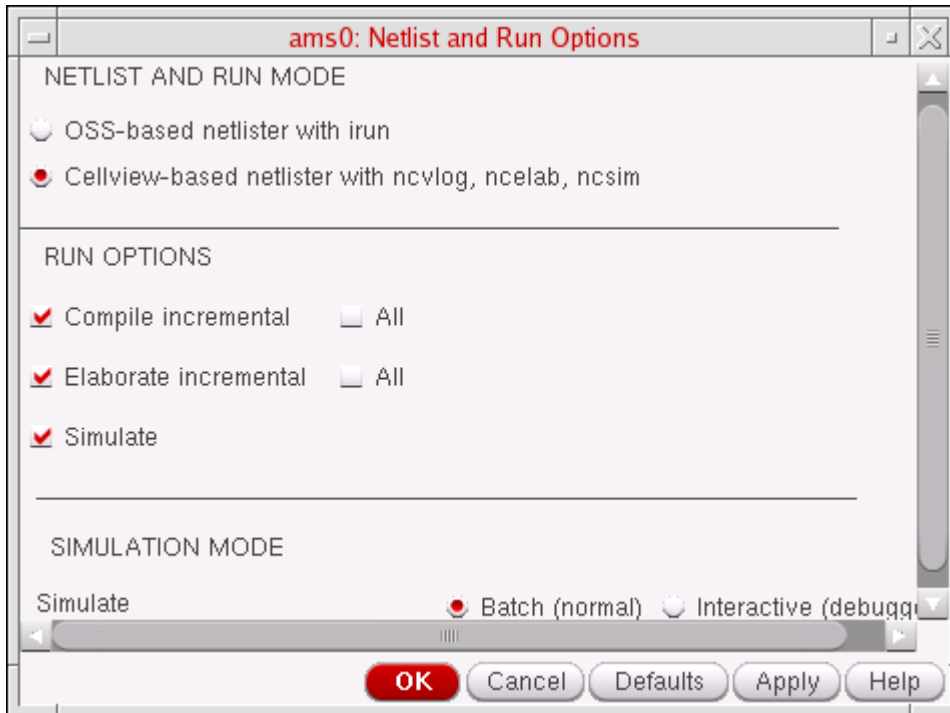 ams0: Netlist and Run Options
NETLIST AND RUN MODE
OSS-based netlister with irun
Cellview-based netlister with ncvlog, ncelab, ncsim
RUN OPTIONS
Compile incremental All
Elaborate incremental All
Simulate
SIMULATION MODE
Simulate Batch (normal) Interactive (debugg
OK Cancel Defaults Apply Help